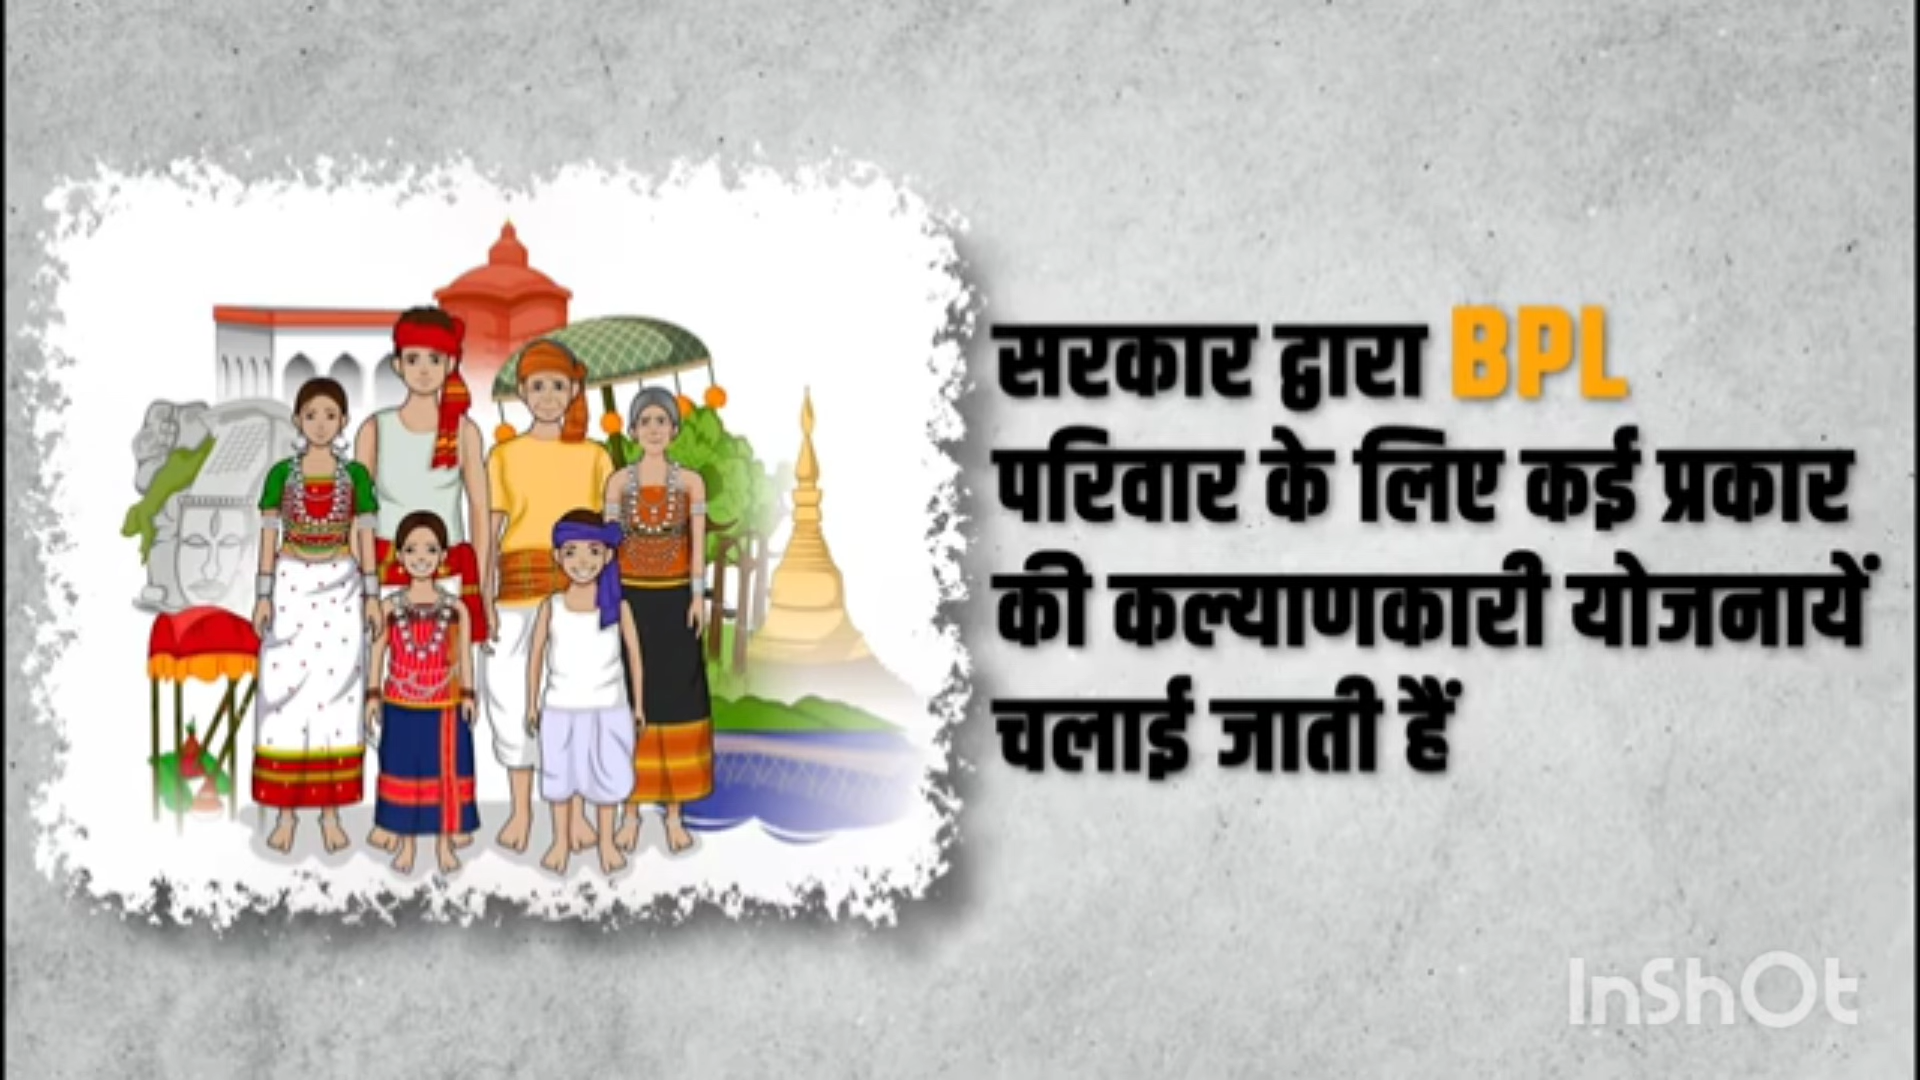 सरकार द्वारा BPL
परिवार के लिए कई प्रकार
की कल्याणकारी योजनायें
चलाई जाती हैं
InShOt